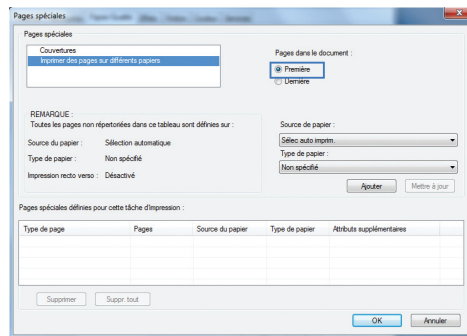 Pages spéciales
Pages spéciales
Couvertures
Imprimer des pages sur différents papiers
Pages dans le document :
Première
Dernière
REMARQUE :
Toutes les pages non répertoriées dans ce tableau sont définies sur :
Source du papier : Sélection automatique
Type de papier : Non spécifié
Impression recto verso : Désactivé
Source de papier :
Sélec auto imprim.
Type de papier :
Non spécifié
Ajouter Mettre à jour
Pages spéciales définies pour cette tâche d'impression :
Type de page Pages Source du papier Type de papier Attributs supplémentaires
Supprimer Suppr. tout
OK Annuler